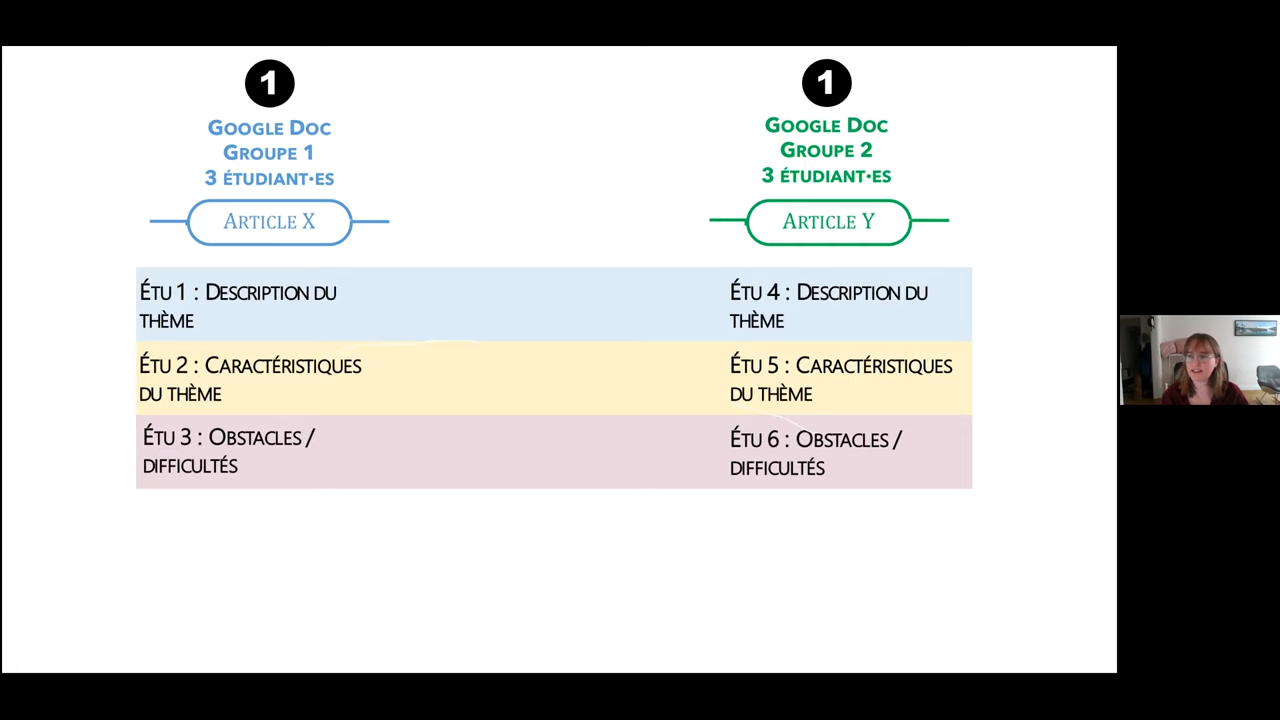 1
GOOGLE DOC
GROUPE 1
3 ÉTUDIANT·ES
ARTICLE X
1
GOOGLE DOC
GROUPE 2
3 ÉTUDIANT·ES
ARTICLE Y
ÉTU 1 : DESCRIPTION DU
THÈME
ÉTU 4 : DESCRIPTION DU
THÈME
ÉTU 2 : CARACTÉRISTIQUES
DU THÈME
ÉTU 5 : CARACTÉRISTIQUES
DU THÈME
ÉTU 3 : OBSTACLES /
DIFFICULTÉS
ÉTU 6 : OBSTACLES /
DIFFICULTÉS